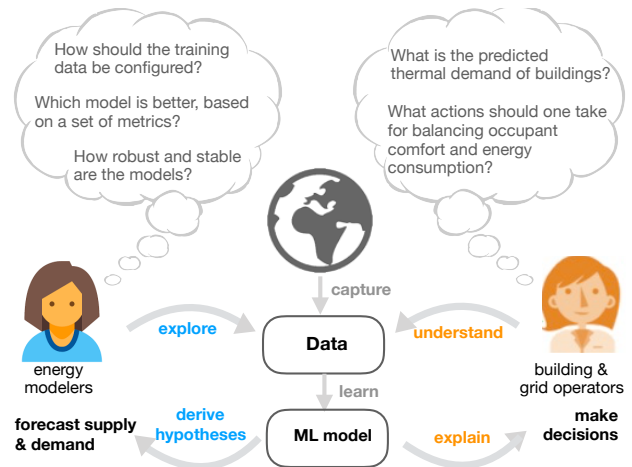 How should the training
data be configured?
Which model is better, based
on a set of metrics?
How robust and stable
are the models?
What is the predicted
thermal demand of buildings?
What actions should one take
for balancing occupant
comfort and energy
consumption?
capture
explore
Data
understand
energy
modelers
building &
grid operators
learn
forecast supply
& demand
derive
hypotheses
ML model
explain
make
decisions